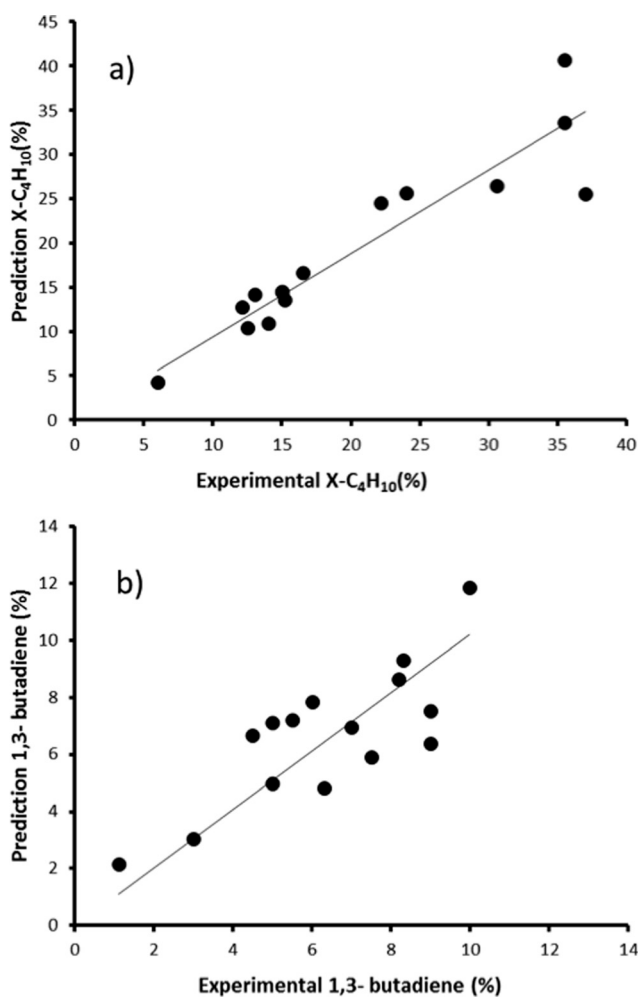 a)
Prediction X-C₄H₁₀(%)
45
40
35
30
25
20
15
10
5
0
0 5 10 15 20 25 30 35 40
Experimental X-C₄H₁₀(%)
b)
Prediction 1,3- butadiene (%)
14
12
10
8
6
4
2
0
0 2 4 6 8 10 12 14
Experimental 1,3- butadiene (%)